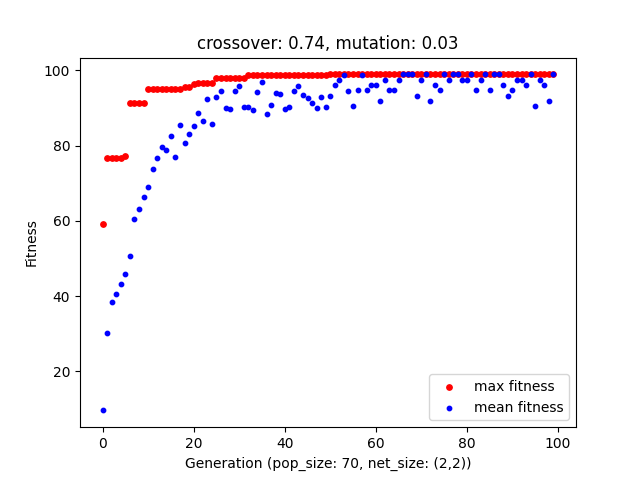 crossover: 0.74, mutation: 0.03
Fitness
100
80
60
40
20
0 20 40 60 80 100
Generation (pop_size: 70, net_size: (2,2))
max fitness
mean fitness